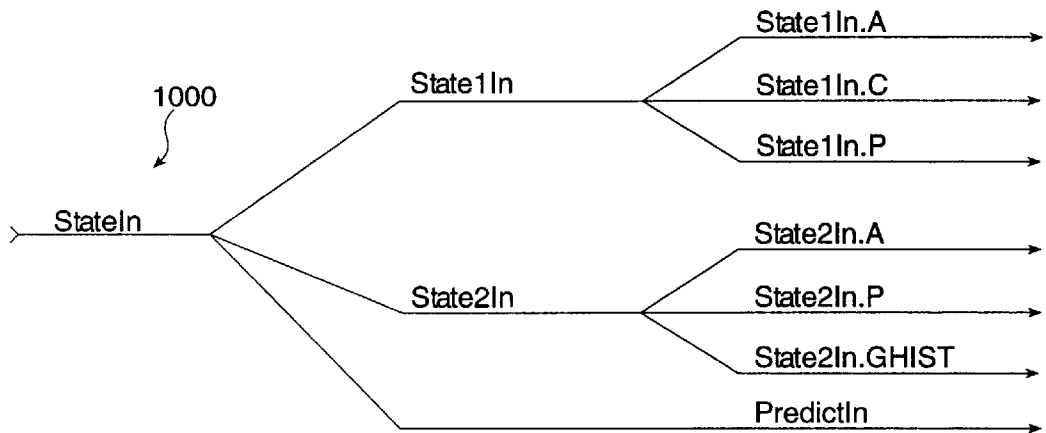 State1In.A
State1In
State1In.C
1000
State1In.P
StateIn
State2In.A
State2In
State2In.P
State2In.GHIST
PredictIn